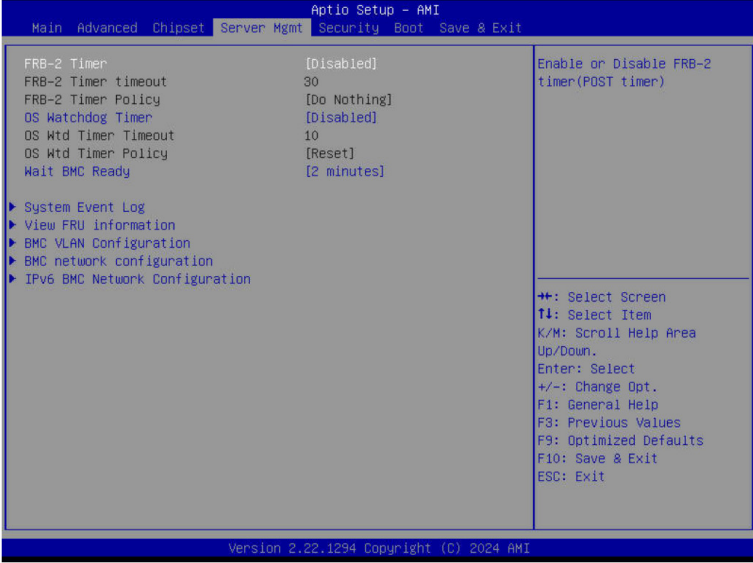 Aptio Setup – AMI
Main Advanced Chipset Server Mgmt Security Boot Save & Exit
FRB-2 Timer [Disabled]
FRB-2 Timer timeout 30
FRB-2 Timer Policy [Do Nothing]
OS Watchdog Timer [Disabled]
OS Wtd Timer Timeout 10
OS Wtd Timer Policy [Reset]
Wait BMC Ready [2 minutes]
▶ System Event Log
▶ View FRU information
▶ BMC VLAN Configuration
▶ BMC network configuration
▶ IPv6 BMC Network Configuration
Enable or Disable FRB-2
timer(POST timer)
→←: Select Screen
↑↓: Select Item
K/M: Scroll Help Area
Up/Down.
Enter: Select
+/-: Change Opt.
F1: General Help
F3: Previous Values
F9: Optimized Defaults
F10: Save & Exit
ESC: Exit
Version 2.22.1294 Copyright (C) 2024 AMI